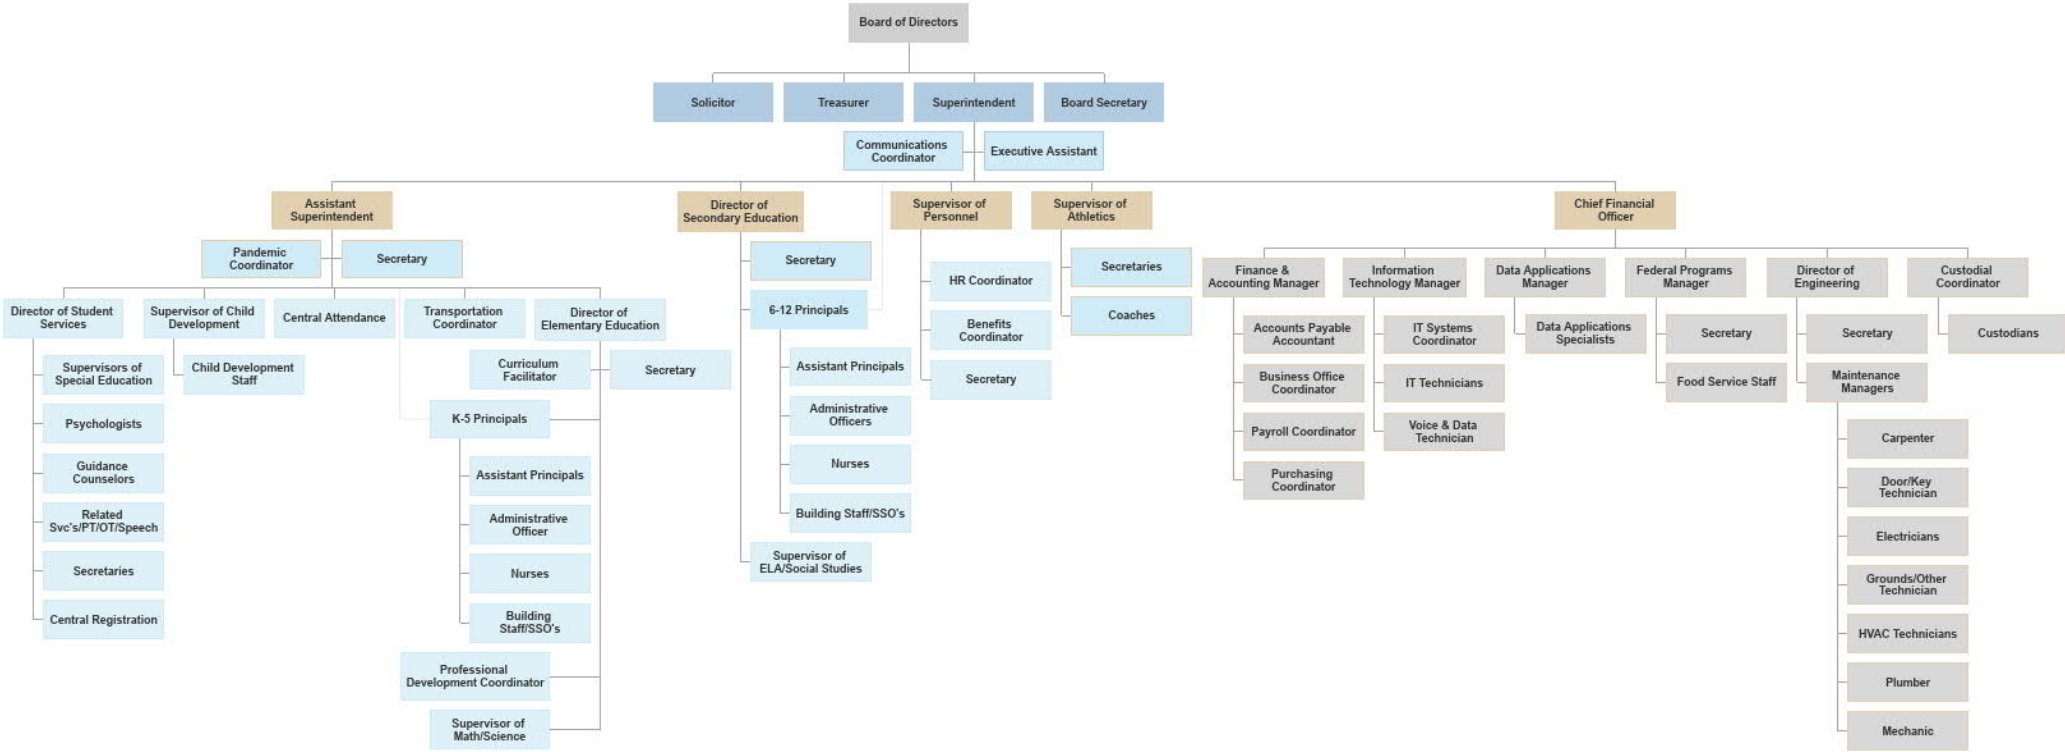 Board of Directors
Solicitor
Treasurer
Superintendent
Board Secretary
Communications
Coordinator
Executive Assistant
Assistant
Superintendent
Director of
Secondary Education
Supervisor of
Personnel
Supervisor of
Athletics
Chief Financial
Officer
Pandemic
Coordinator
Secretary
Director of Student
Services
Supervisor of Child
Development
Central Attendance
Transportation
Coordinator
Director of
Elementary Education
Supervisors of
Special Education
Psychologists
Guidance
Counselors
Related
Svc's/PT/OT/Speech
Secretaries
Central Registration
Child Development
Staff
Curriculum
Facilitator
Secretary
K-5 Principals
Assistant Principals
Administrative
Officer
Nurses
Building
Staff/SSO's
Professional
Development Coordinator
Supervisor of
Math/Science
Secretary
6-12 Principals
Assistant Principals
Administrative
Officers
Nurses
Building Staff/SSO's
Supervisor of
ELA/Social Studies
HR Coordinator
Benefits
Coordinator
Secretary
Secretaries
Coaches
Finance &
Accounting Manager
Information
Technology Manager
Data Applications
Manager
Federal Programs
Manager
Director of
Engineering
Custodial
Coordinator
Accounts Payable
Accountant
Business Office
Coordinator
Payroll Coordinator
Purchasing
Coordinator
IT Systems
Coordinator
IT Technicians
Voice & Data
Technician
Data Applications
Specialists
Secretary
Food Service Staff
Secretary
Maintenance
Managers
Carpenter
Door/Key
Technician
Electricians
Grounds/Other
Technician
HVAC Technicians
Plumber
Mechanic
Custodians